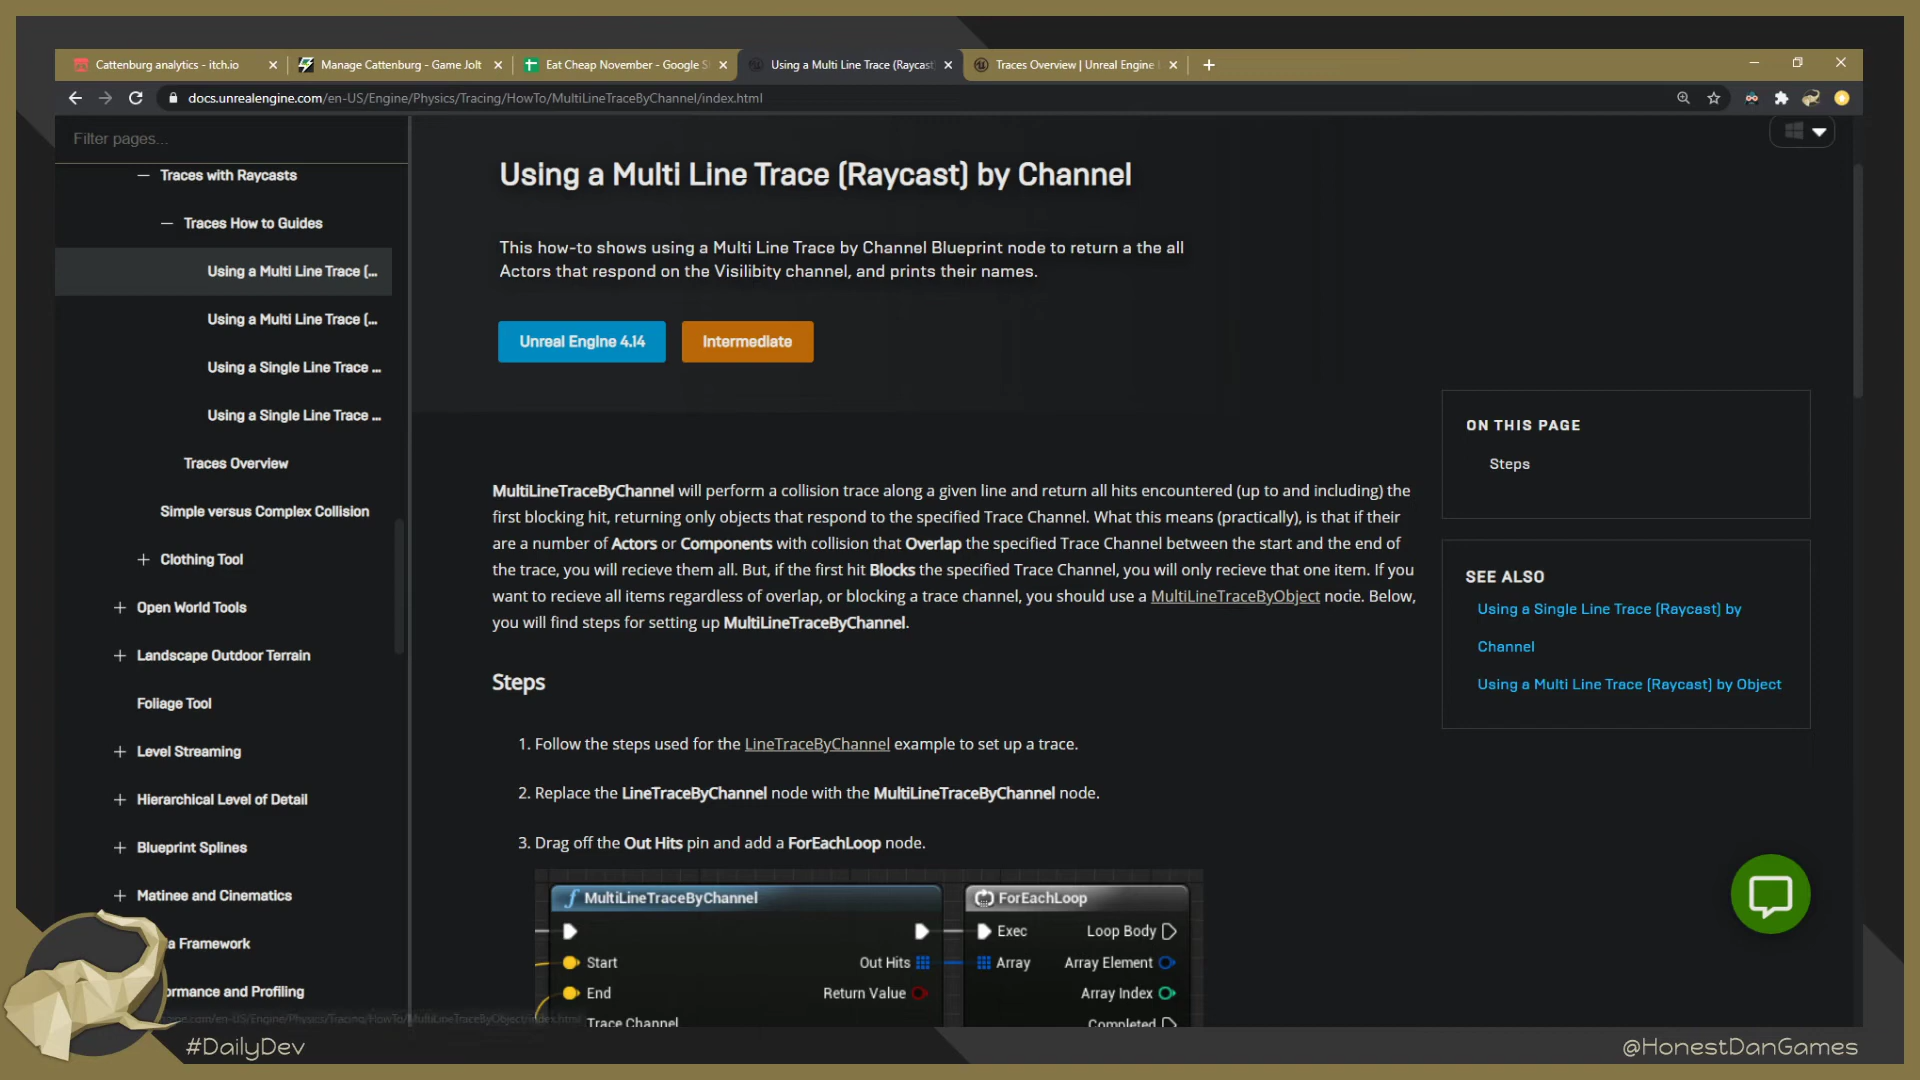 Cattenburg analytics - itch.io
Manage Cattenburg - Game Jolt
Eat Cheap November - Google S
Using a Multi Line Trace (Raycast
Traces Overview | Unreal Engine
docs.unrealengine.com/en-US/Engine/Physics/Tracing/HowTo/MultiLineTraceByChannel/index.html
Filter pages...
Traces with Raycasts
Traces How to Guides
Using a Multi Line Trace (...
Using a Multi Line Trace (...
Using a Single Line Trace ...
Using a Single Line Trace ...
Traces Overview
Simple versus Complex Collision
Clothing Tool
Open World Tools
Landscape Outdoor Terrain
Foliage Tool
Level Streaming
Hierarchical Level of Detail
Blueprint Splines
Matinee and Cinematics
a Framework
ormance and Profiling
Using a Multi Line Trace (Raycast) by Channel
This how-to shows using a Multi Line Trace by Channel Blueprint node to return a the all
Actors that respond on the Visilibity channel, and prints their names.
Unreal Engine 4.14
Intermediate
MultiLineTraceByChannel will perform a collision trace along a given line and return all hits encountered (up to and including) the
first blocking hit, returning only objects that respond to the specified Trace Channel. What this means (practically), is that if their
are a number of Actors or Components with collision that Overlap the specified Trace Channel between the start and the end of
the trace, you will recieve them all. But, if the first hit Blocks the specified Trace Channel, you will only recieve that one item. If you
want to recieve all items regardless of overlap, or blocking a trace channel, you should use a MultiLineTraceByObject node. Below,
you will find steps for setting up MultiLineTraceByChannel.
Steps
1. Follow the steps used for the LineTraceByChannel example to set up a trace.
2. Replace the LineTraceByChannel node with the MultiLineTraceByChannel node.
3. Drag off the Out Hits pin and add a ForEachLoop node.
f MultiLineTraceByChannel
Start
End
Trace Channel
Out Hits
Return Value
ForEachLoop
Exec
Loop Body
Array
Array Element
Array Index
Completed
ON THIS PAGE
Steps
SEE ALSO
Using a Single Line Trace (Raycast) by
Channel
Using a Multi Line Trace (Raycast) by Object
ngine.com/en-US/Engine/Physics/Tracing/HowTo/MultiLineTraceByObject/index.html
#DailyDev
@HonestDanGames